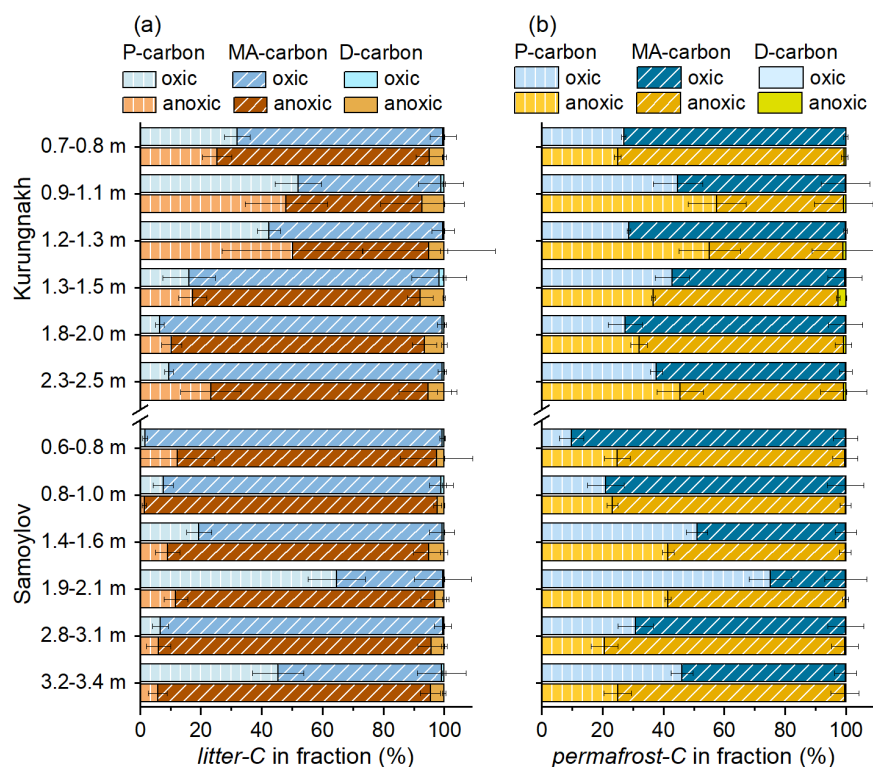 (a)
(b)
P-carbon MA-carbon D-carbon
oxic oxic oxic
anoxic anoxic anoxic
P-carbon MA-carbon D-carbon
oxic oxic oxic
anoxic anoxic anoxic
Kurungnakh
0.7-0.8 m
0.9-1.1 m
1.2-1.3 m
1.3-1.5 m
1.8-2.0 m
2.3-2.5 m
Samoylov
0.6-0.8 m
0.8-1.0 m
1.4-1.6 m
1.9-2.1 m
2.8-3.1 m
3.2-3.4 m
0 20 40 60 80 100
litter-C in fraction (%)
0 20 40 60 80 100
permafrost-C in fraction (%)